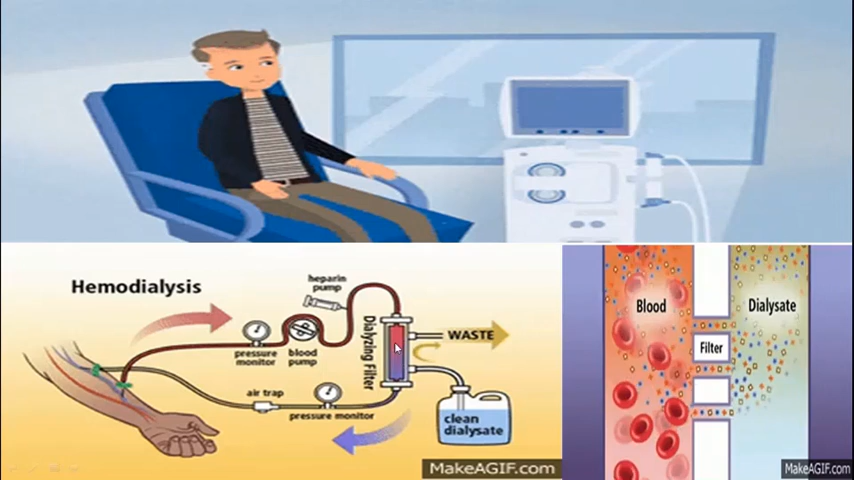 Hemodialysis
heparin
pump
pressure
monitor
blood
pump
Dialyzing Filter
WASTE
air trap
pressure monitor
clean
dialysate
MakeAGIF.com
Blood
Dialysate
Filter
MakeAGIF.com